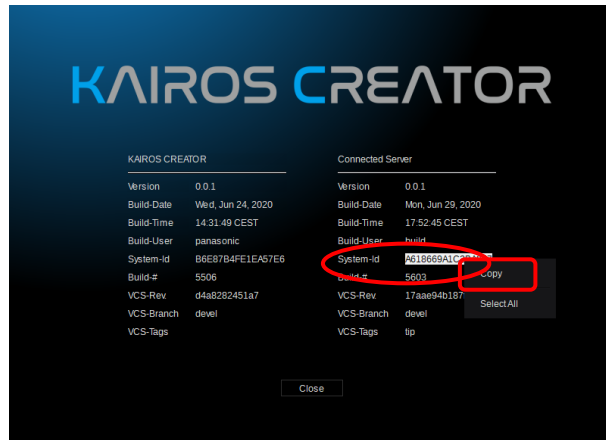 KAIROS CREATOR
KAIROS CREATOR
Version 0.0.1
Build-Date Wed, Jun 24, 2020
Build-Time 14:31:49 CEST
Build-User panasonic
System-Id B6E87B4FE1EA57E6
Build-# 5506
VCS-Rev. d4a8282451a7
VCS-Branch devel
VCS-Tags
Connected Server
Version 0.0.1
Build-Date Mon, Jun 29, 2020
Build-Time 17:52:45 CEST
Build-User build
System-Id
Build-# 5603
VCS-Rev. 17aae94b187
VCS-Branch devel
VCS-Tags tip
Copy
Select All
Close